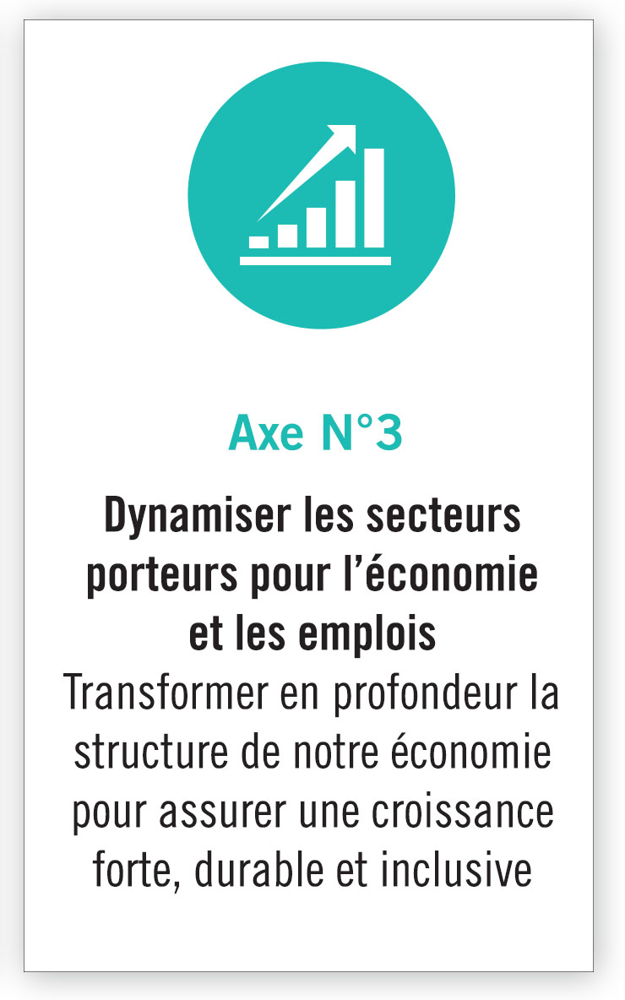 Axe N°3
Dynamiser les secteurs
porteurs pour l’économie
et les emplois
Transformer en profondeur la
structure de notre économie
pour assurer une croissance
forte, durable et inclusive